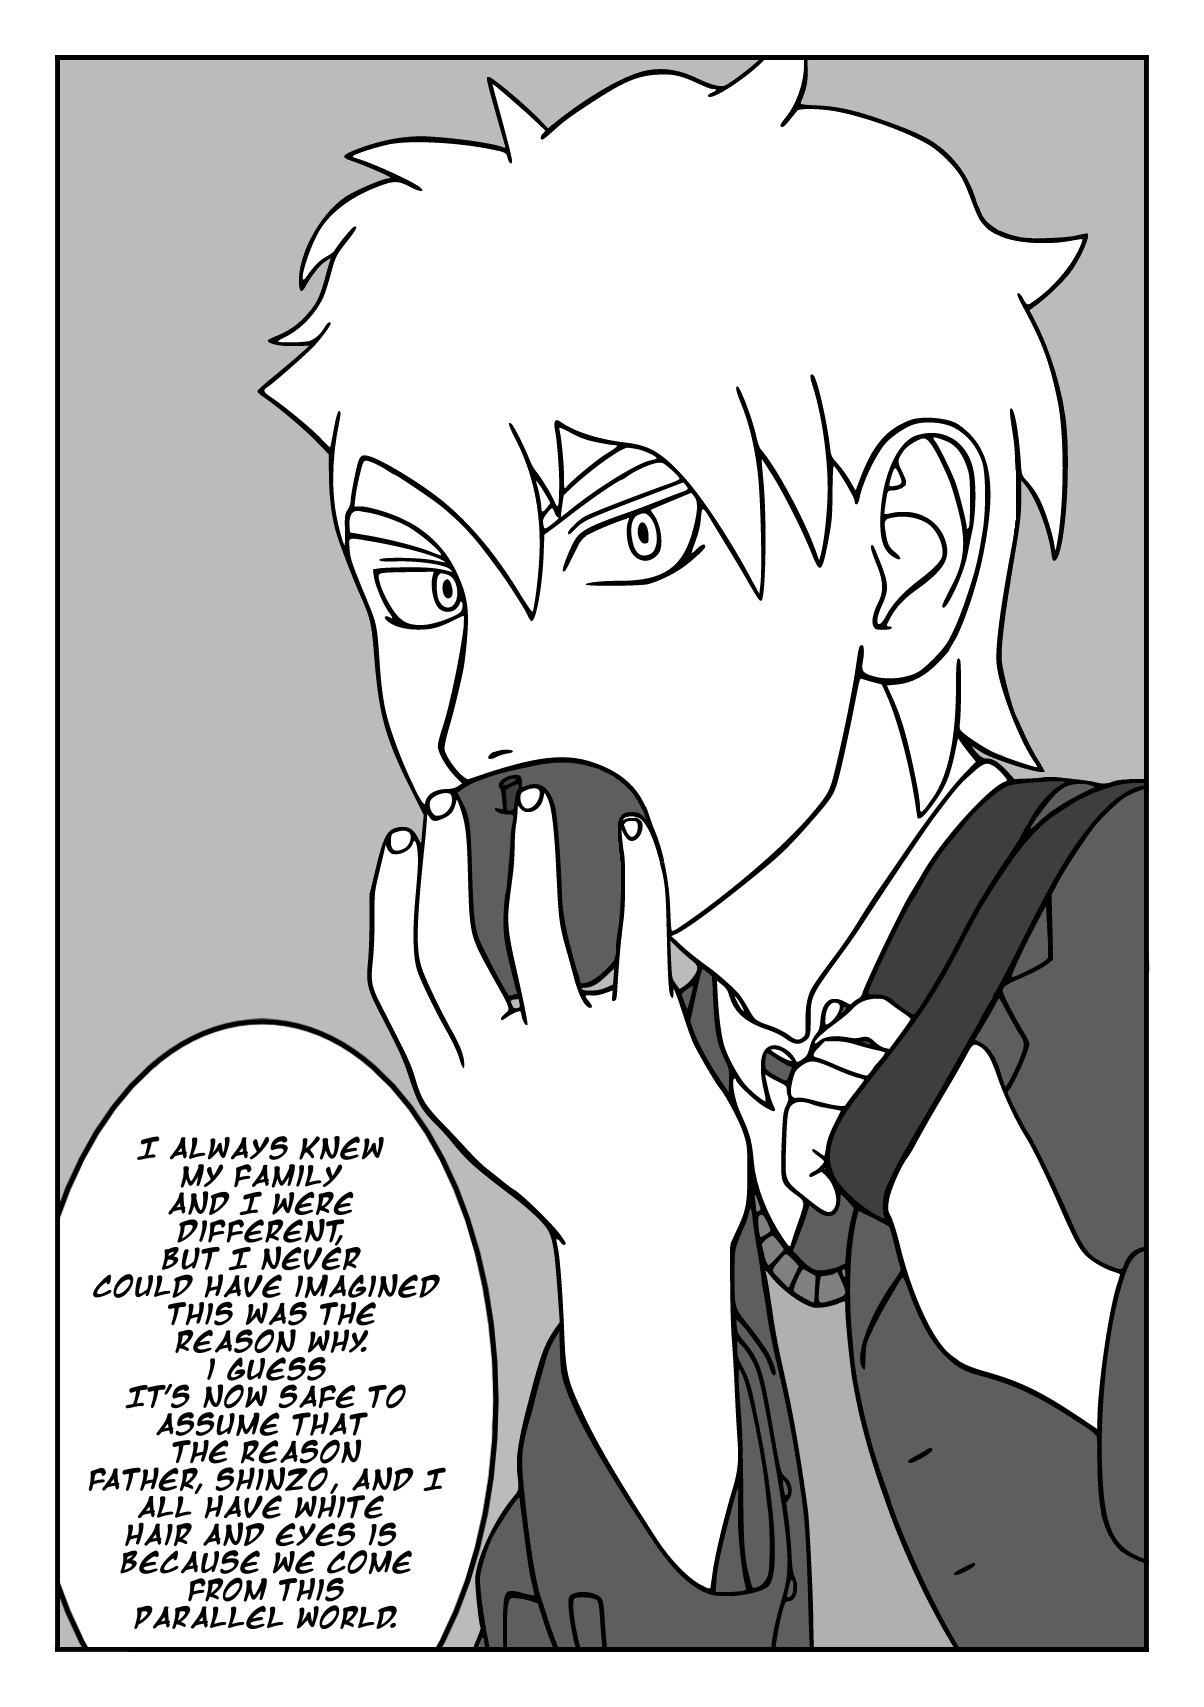 I ALWAYS KNEW
MY FAMILY
AND I WERE
DIFFERENT,
BUT I NEVER
COULD HAVE IMAGINED
THIS WAS THE
REASON WHY.
I GUESS
IT'S NOW SAFE TO
ASSUME THAT
THE REASON
FATHER, SHINZO, AND I
ALL HAVE WHITE
HAIR AND EYES IS
BECAUSE WE COME
FROM THIS
PARALLEL WORLD.